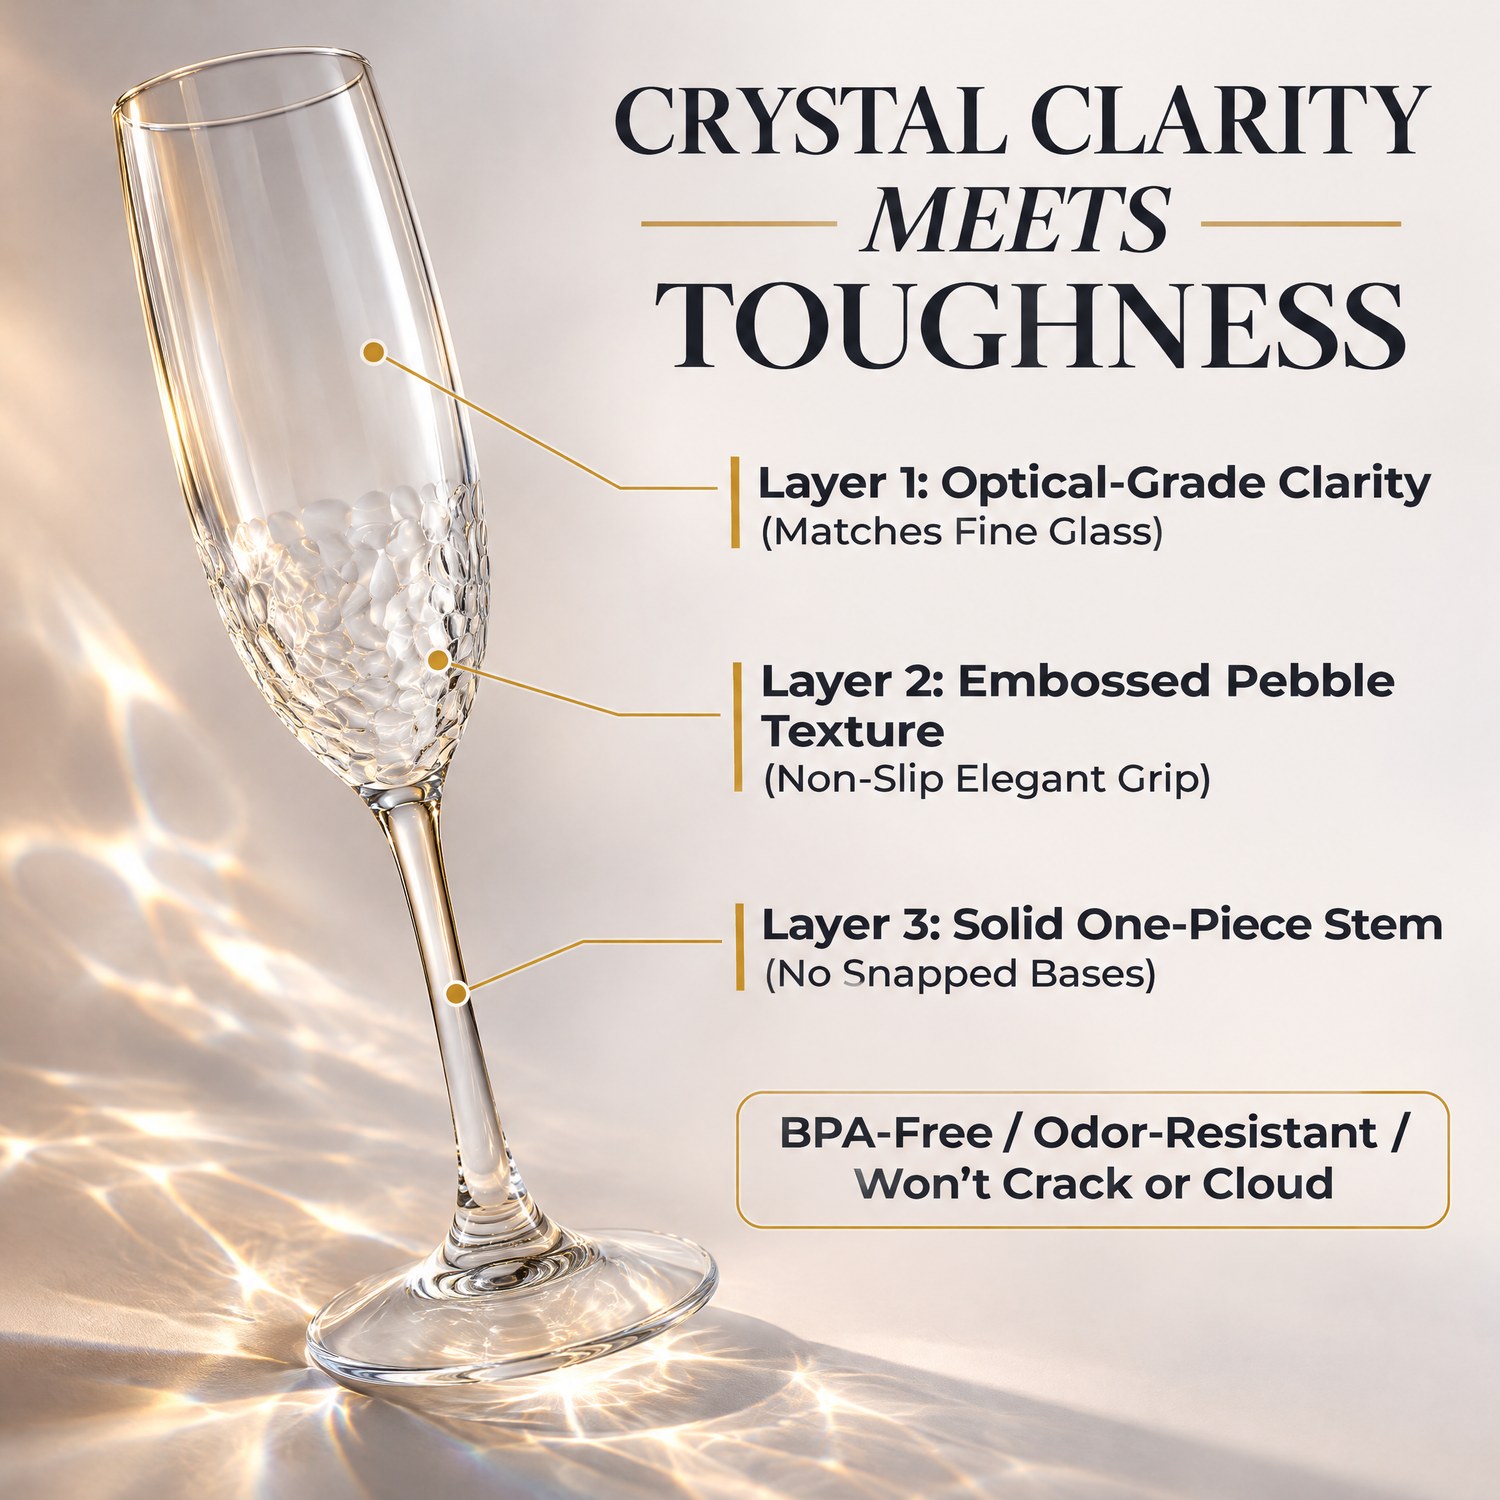 CRYSTAL CLARITY
MEETS
TOUGHNESS
Layer 1: Optical-Grade Clarity
(Matches Fine Glass)
Layer 2: Embossed Pebble
Texture
(Non-Slip Elegant Grip)
Layer 3: Solid One-Piece Stem
(No Snapped Bases)
BPA-Free / Odor-Resistant /
Won’t Crack or Cloud